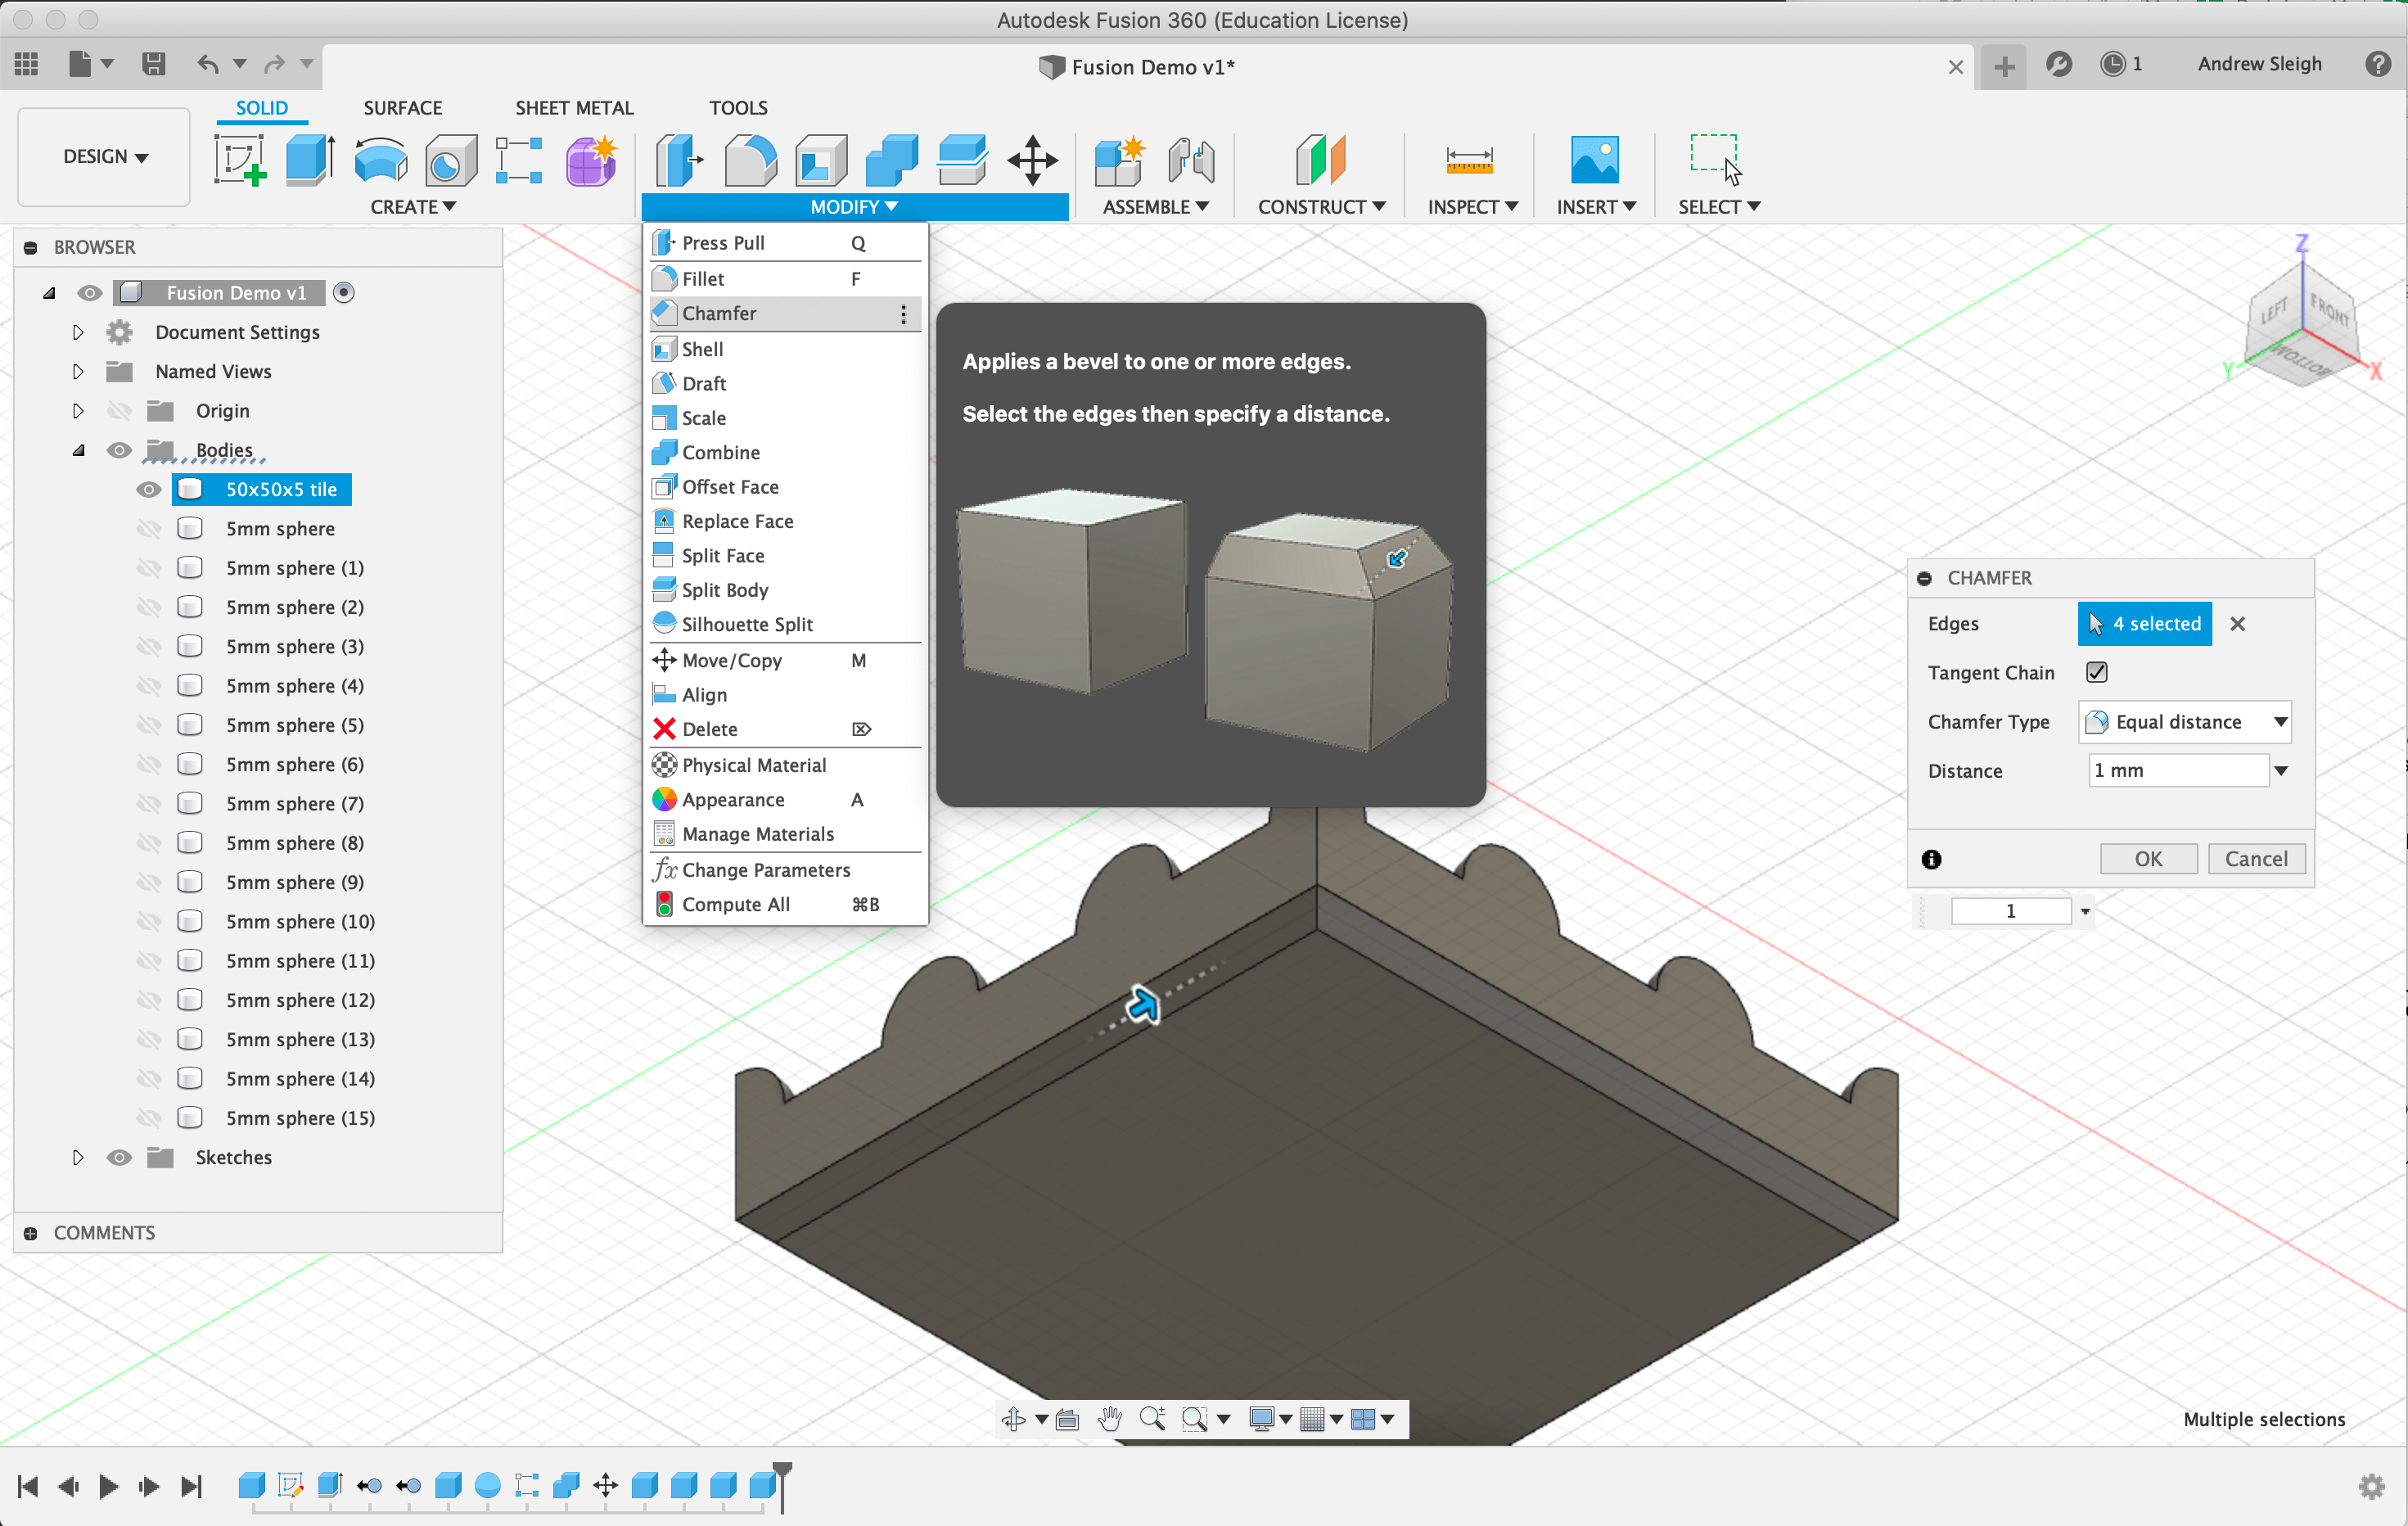 Autodesk Fusion 360 (Education License)
Fusion Demo v1*
1
Andrew Sleigh
SOLID SURFACE SHEET METAL TOOLS
DESIGN
CREATE MODIFY ASSEMBLE CONSTRUCT INSPECT INSERT SELECT
BROWSER
Fusion Demo v1
Document Settings
Named Views
Origin
Bodies
50x50x5 tile
5mm sphere
5mm sphere (1)
5mm sphere (2)
5mm sphere (3)
5mm sphere (4)
5mm sphere (5)
5mm sphere (6)
5mm sphere (7)
5mm sphere (8)
5mm sphere (9)
5mm sphere (10)
5mm sphere (11)
5mm sphere (12)
5mm sphere (13)
5mm sphere (14)
5mm sphere (15)
Sketches
COMMENTS
Press Pull Q
Fillet F
Chamfer
Shell
Draft
Scale
Combine
Offset Face
Replace Face
Split Face
Split Body
Silhouette Split
Move/Copy M
Align
Delete
Physical Material
Appearance A
Manage Materials
fx Change Parameters
Compute All ⌘B
Applies a bevel to one or more edges.
Select the edges then specify a distance.
Z
LEFT FRONT
BOTTOM
Y X
CHAMFER
Edges 4 selected
Tangent Chain
Chamfer Type Equal distance
Distance 1 mm
OK Cancel
1
Multiple selections